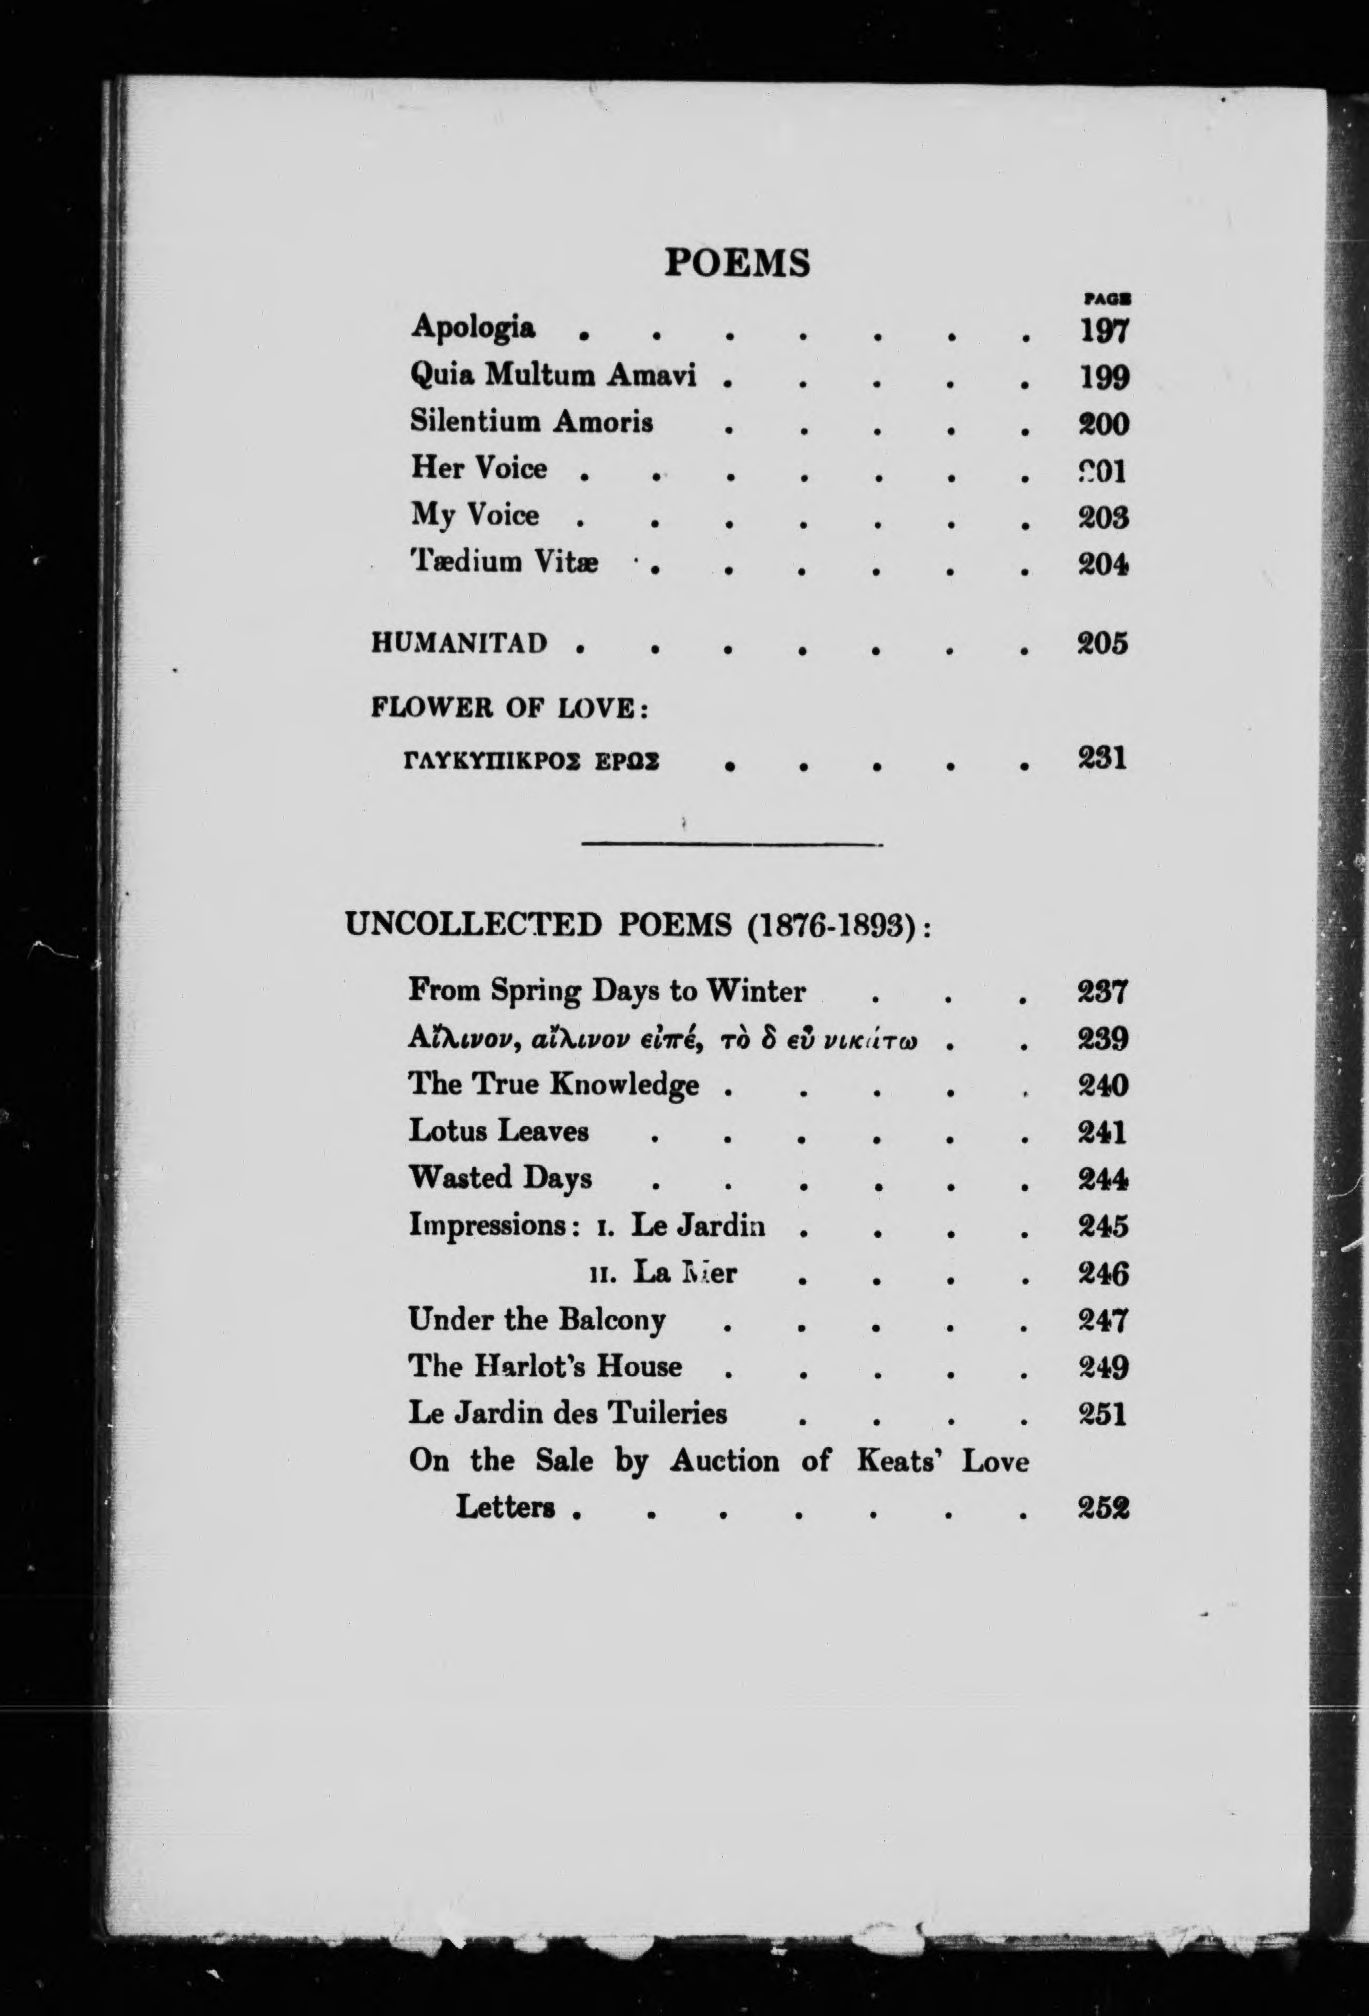 POEMS
PAGE
Apologia . . . . . . . 197
Quia Multum Amavi . . . . . 199
Silentium Amoris . . . . . 200
Her Voice . . . . . . . 201
My Voice . . . . . . . 203
Tædium Vitæ . . . . . . 204
HUMANITAD . . . . . . . 205
FLOWER OF LOVE:
ΓΛΥΚΥΠΙΚΡΟΣ ΕΡΩΣ . . . . . 231
UNCOLLECTED POEMS (1876-1893):
From Spring Days to Winter . . . 237
Αἴλινον, αἴλινον εἰπέ, τὸ δ εὖ νικάτω . . 239
The True Knowledge . . . . . 240
Lotus Leaves . . . . . . 241
Wasted Days . . . . . . 244
Impressions: I. Le Jardin . . . . 245
II. La Mer . . . . 246
Under the Balcony . . . . . 247
The Harlot's House . . . . . 249
Le Jardin des Tuileries . . . . 251
On the Sale by Auction of Keats' Love
Letters . . . . . . . 252